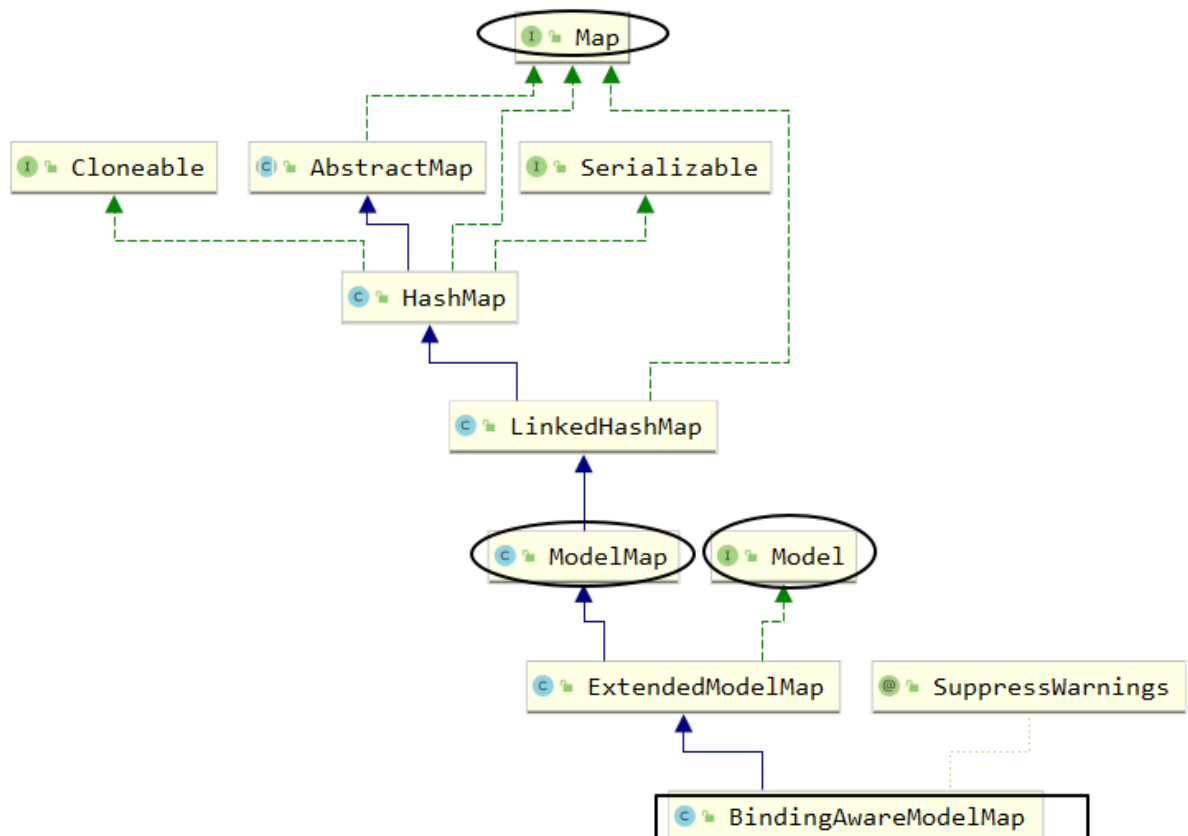 I Map
I Cloneable
C AbstractMap
I Serializable
C HashMap
C LinkedHashMap
C ModelMap
I Model
C ExtendedModelMap
@ SuppressWarnings
C BindingAwareModelMap